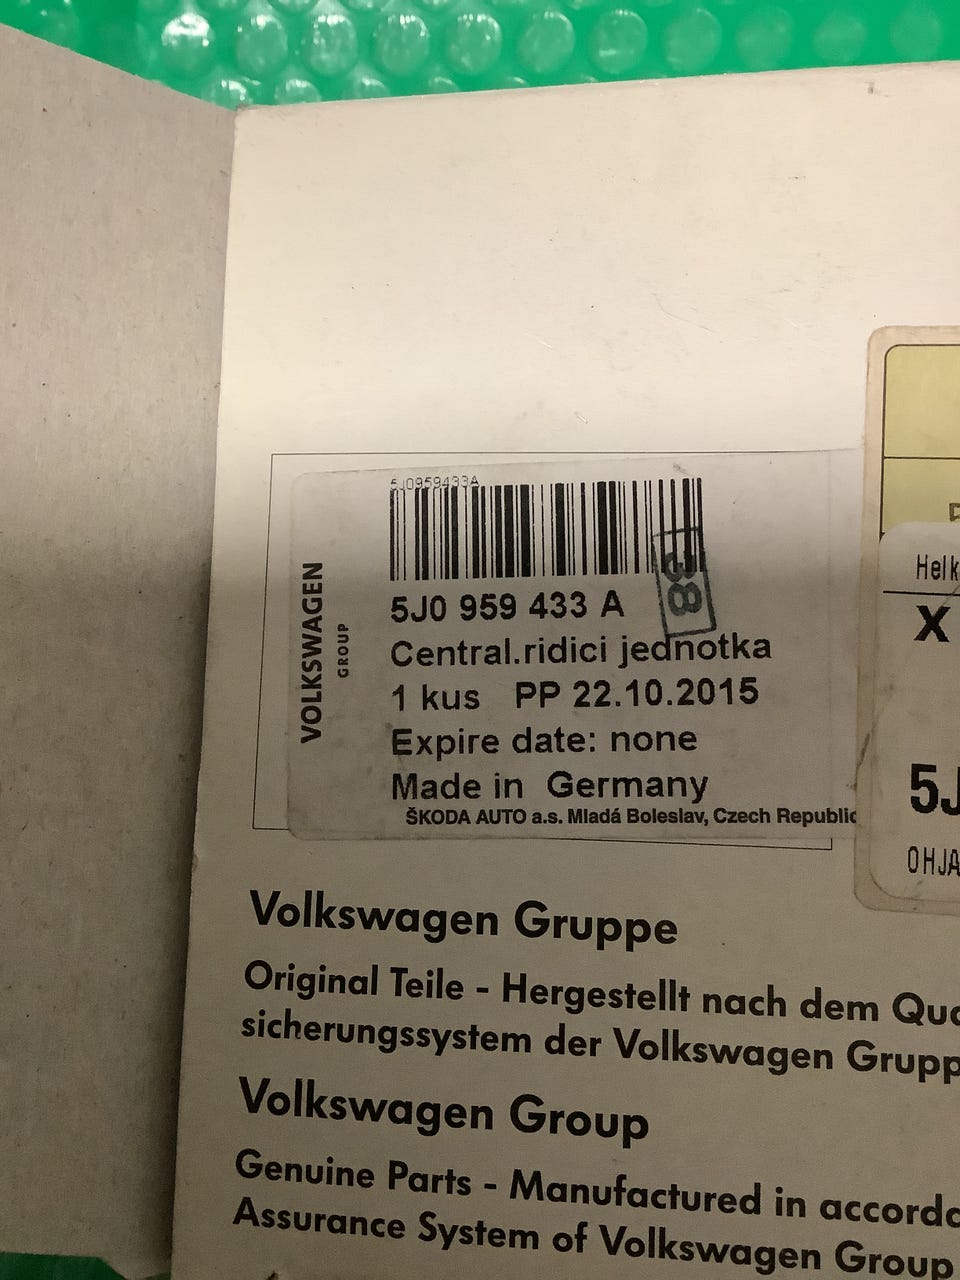 5J0959433A
VOLKSWAGEN
GROUP
38
5J0 959 433 A
Central.ridici jednotka
1 kus PP 22.10.2015
Expire date: none
Made in Germany
ŠKODA AUTO a.s. Mladá Boleslav, Czech Republic
Helk
X
5J
OHJA
Volkswagen Gruppe
Original Teile - Hergestellt nach dem Qua
sicherungssystem der Volkswagen Grupp
Volkswagen Group
Genuine Parts - Manufactured in accorda
Assurance System of Volkswagen Group